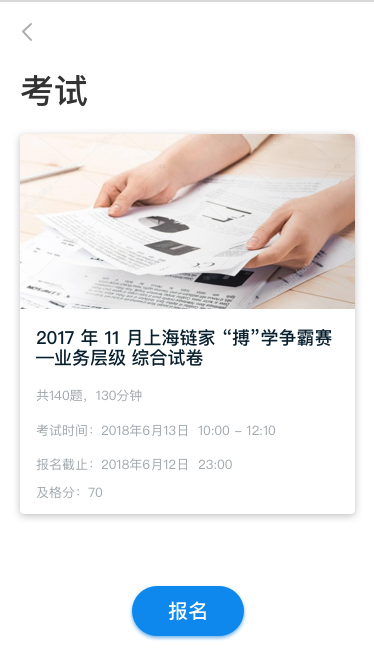 考试
2017 年 11 月上海链家 “搏”学争霸赛
—业务层级 综合试卷
共140题，130分钟
考试时间：2018年6月13日 10:00 - 12:10
报名截止：2018年6月12日 23:00
及格分：70
报名